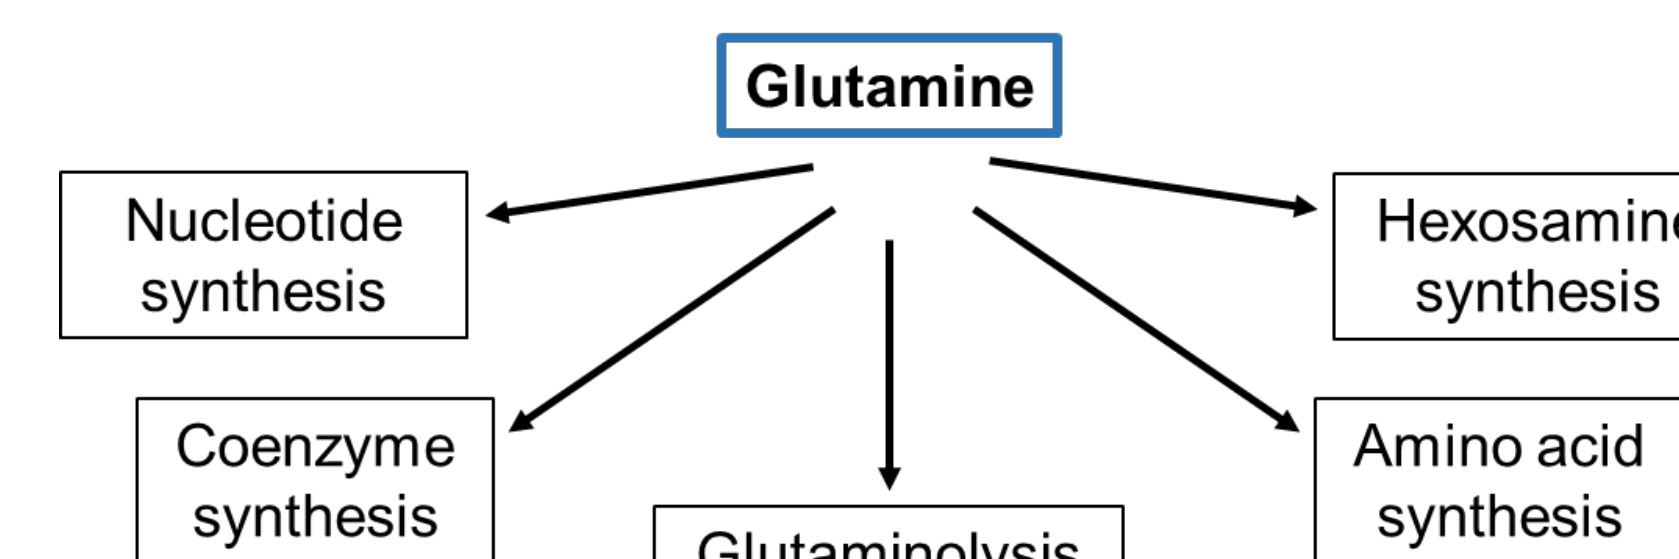 Glutamine
Nucleotide
synthesis
Hexosamine
synthesis
Coenzyme
synthesis
Amino acid
synthesis
Glutaminolysis